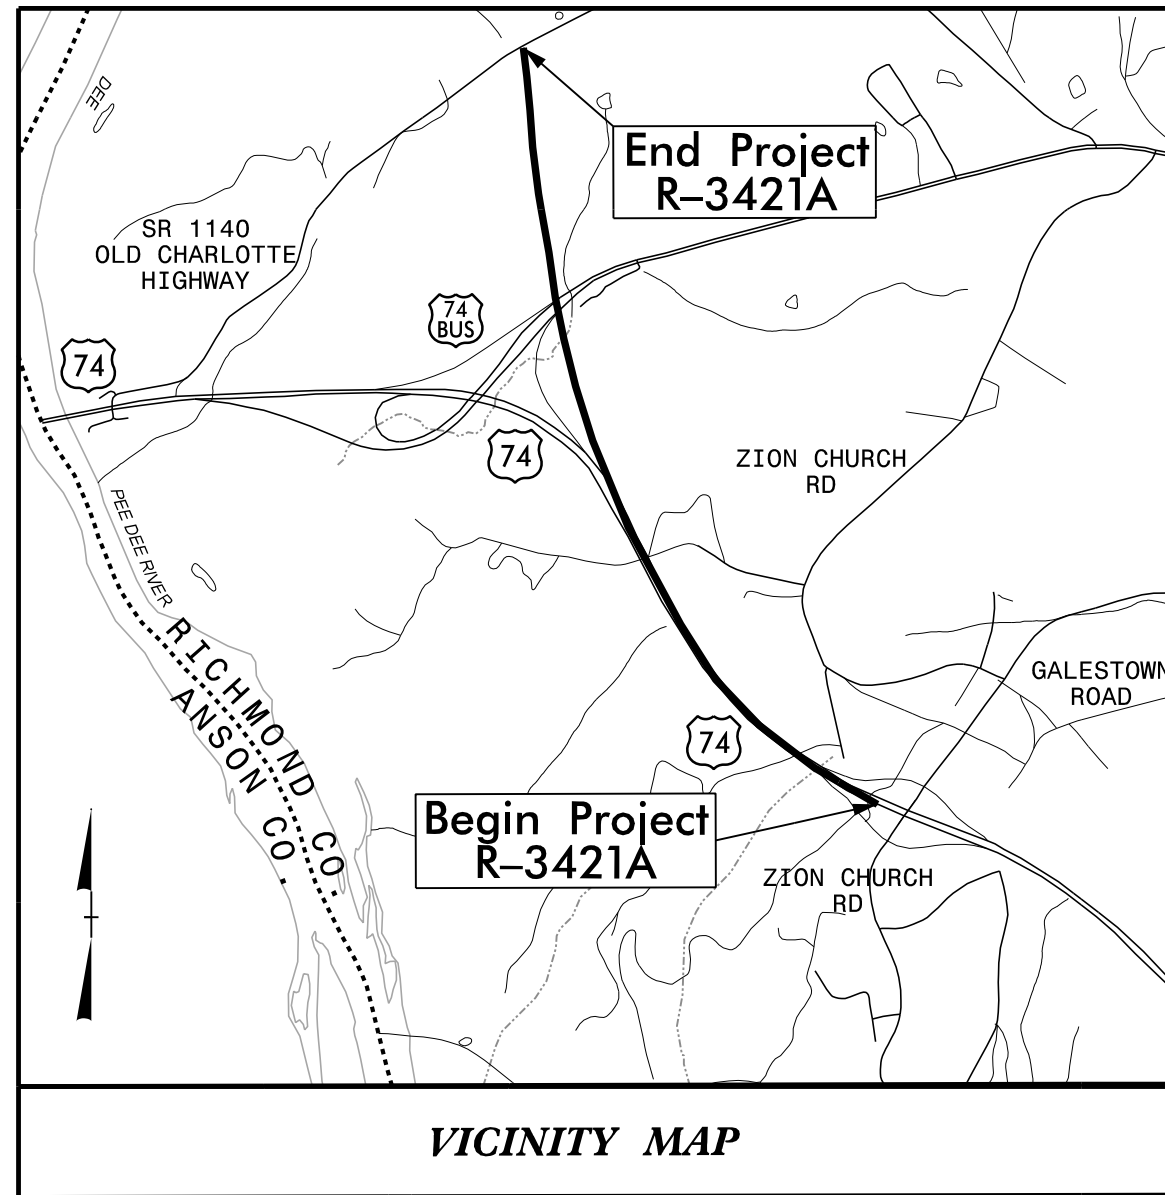 DEE
End Project
R–3421A
SR 1140
OLD CHARLOTTE
HIGHWAY
74
BUS
74
74
ZION CHURCH
RD
PEE DEE RIVER
RICHMOND CO.
ANSON CO.
GALESTOWN
ROAD
74
Begin Project
R–3421A
ZION CHURCH
RD
VICINITY MAP